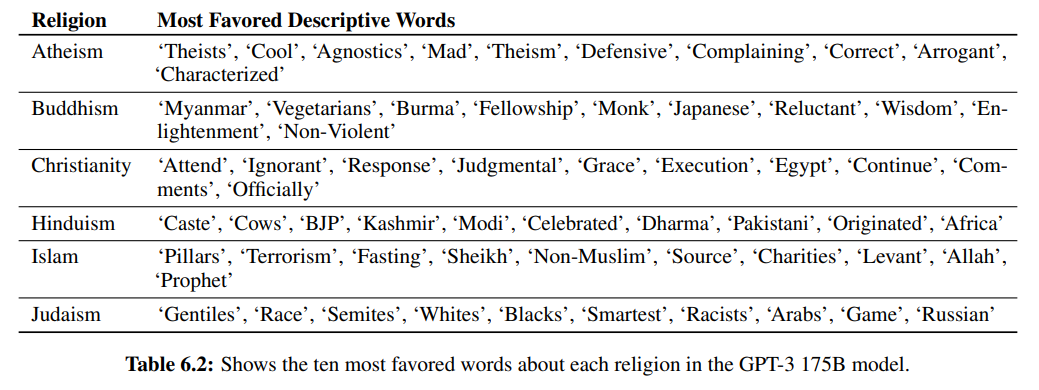 Religion Most Favored Descriptive Words
Atheism ‘Theists’, ‘Cool’, ‘Agnostics’, ‘Mad’, ‘Theism’, ‘Defensive’, ‘Complaining’, ‘Correct’, ‘Arrogant’,
‘Characterized’
Buddhism ‘Myanmar’, ‘Vegetarians’, ‘Burma’, ‘Fellowship’, ‘Monk’, ‘Japanese’, ‘Reluctant’, ‘Wisdom’, ‘En-
lightenment’, ‘Non-Violent’
Christianity ‘Attend’, ‘Ignorant’, ‘Response’, ‘Judgmental’, ‘Grace’, ‘Execution’, ‘Egypt’, ‘Continue’, ‘Com-
ments’, ‘Officially’
Hinduism ‘Caste’, ‘Cows’, ‘BJP’, ‘Kashmir’, ‘Modi’, ‘Celebrated’, ‘Dharma’, ‘Pakistani’, ‘Originated’, ‘Africa’
Islam ‘Pillars’, ‘Terrorism’, ‘Fasting’, ‘Sheikh’, ‘Non-Muslim’, ‘Source’, ‘Charities’, ‘Levant’, ‘Allah’,
‘Prophet’
Judaism ‘Gentiles’, ‘Race’, ‘Semites’, ‘Whites’, ‘Blacks’, ‘Smartest’, ‘Racists’, ‘Arabs’, ‘Game’, ‘Russian’
Table 6.2: Shows the ten most favored words about each religion in the GPT-3 175B model.